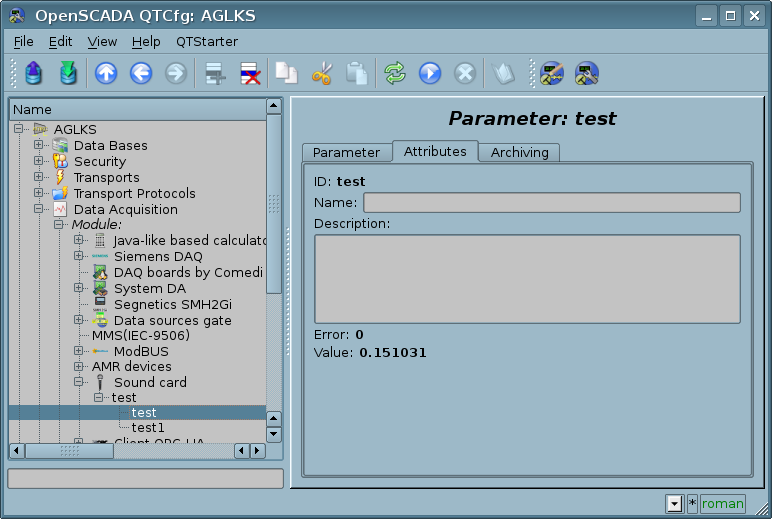 OpenSCADA QTCfg: AGLKS
File Edit View Help QTStarter
Name
AGLKS
Data Bases
Security
Transports
Transport Protocols
Data Acquisition
Module:
Java-like based calculato
Siemens DAQ
DAQ boards by Comedi
System DA
Segnetics SMH2Gi
Data sources gate
MMS(IEC-9506)
ModBUS
AMR devices
Sound card
test
test
test1
Client OPC-UA
Parameter: test
Parameter Attributes Archiving
ID: test
Name:
Description:
Error: 0
Value: 0.151031
* roman